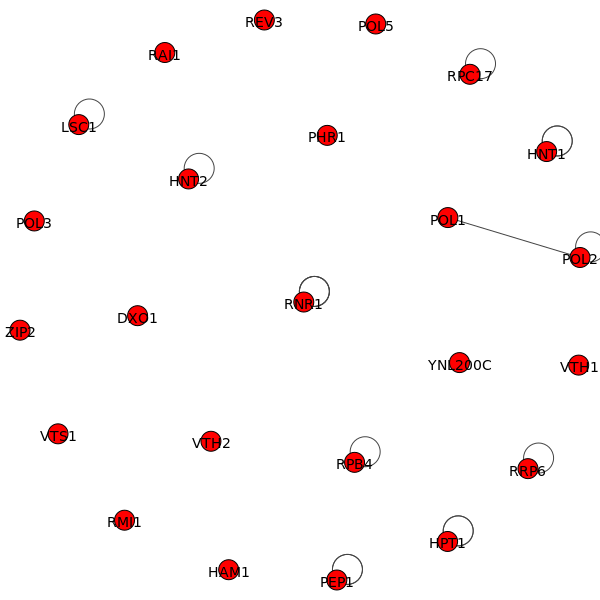 REV3
POL5
RAI1
RPC17
LSC1
PHR1
HNT1
HNT2
POL3
POL1
POL2
RNR1
DXO1
ZIP2
YNL200C
VTH1
VTS1
VTH2
RPB4
RRP6
RMI1
HPT1
HAM1
PEP1